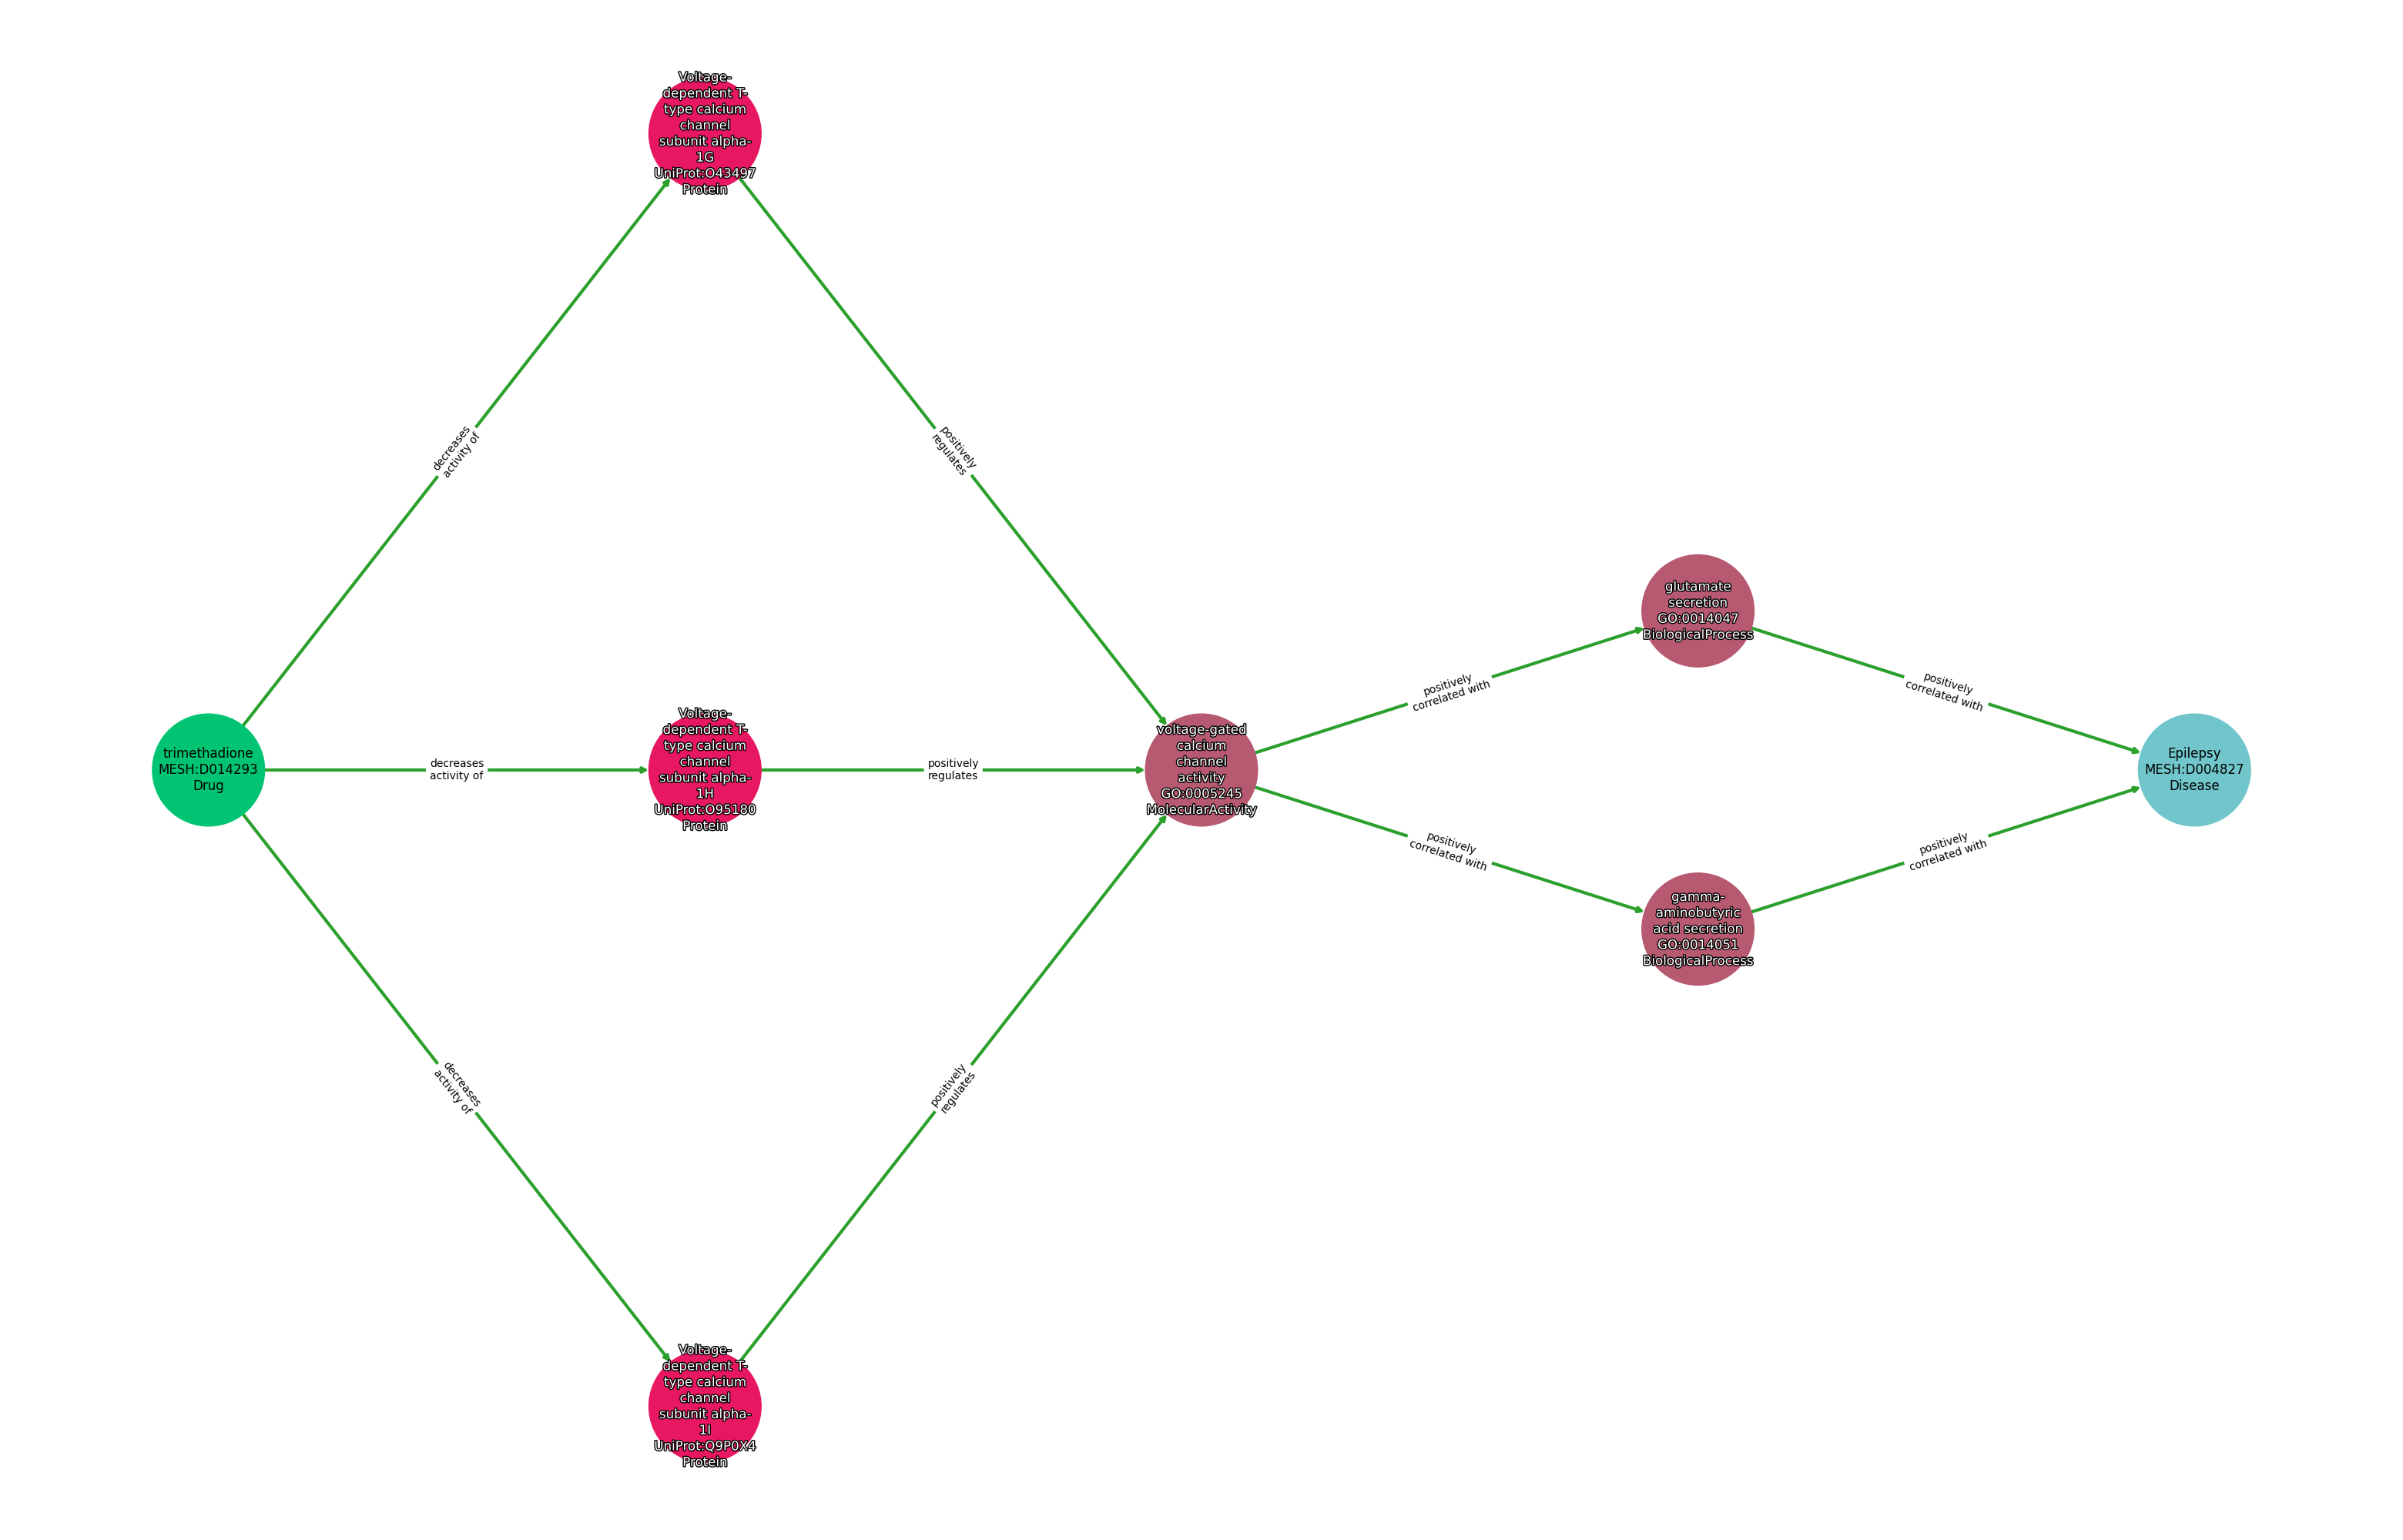 Voltage-
dependent T-
type calcium
channel
subunit alpha-
1G
UniProt:O43497
Protein
decreases
activity of
positively
regulates
trimethadione
MESH:D014293
Drug
decreases
activity of
Voltage-
dependent T-
type calcium
channel
subunit alpha-
1H
UniProt:O95180
Protein
positively
regulates
voltage-gated
calcium
channel
activity
GO:0005245
MolecularActivity
positively
correlated with
glutamate
secretion
GO:0014047
BiologicalProcess
positively
correlated with
positively
correlated with
gamma-
aminobutyric
acid secretion
GO:0014051
BiologicalProcess
positively
correlated with
Epilepsy
MESH:D004827
Disease
decreases
activity of
positively
regulates
Voltage-
dependent T-
type calcium
channel
subunit alpha-
1I
UniProt:Q9P0X4
Protein